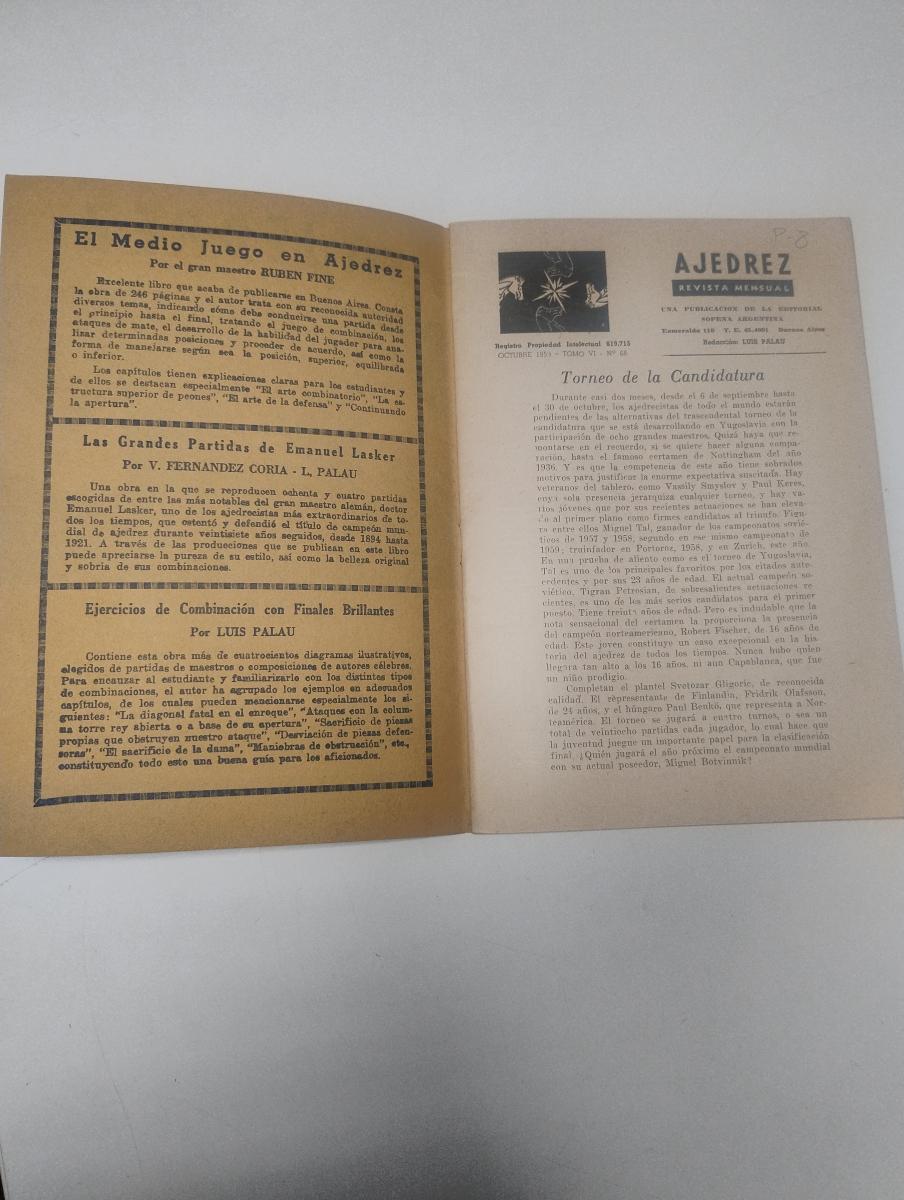 El Medio Juego en Ajedrez
Por el gran maestro RUBEN FINE
Excelente libro que acaba de publicarse en Buenos Aires. Consta
la obra de 246 páginas y el autor trata con su reconocida autoridad
diversos temas, indicando cómo debe conducirse una partida desde
el principio hasta el final, tratando el juego de combinación, los
ataques de mate, el desarrollo de la habilidad del jugador para ana-
lizar determinadas posiciones y proceder de acuerdo, así como la
forma de manejarse según sea la posición, superior, equilibrada
o inferior.
Los capítulos tienen explicaciones claras para los estudiantes y
de ellos se destacan especialmente "El arte combinatorio", "La es-
tructura superior de peones", "El arte de la defensa" y "Continuando
la apertura".
Las Grandes Partidas de Emanuel Lasker
Por V. FERNANDEZ CORIA - L, PALAU
Una obra en la que se reproducen ochenta y cuatro partidas
escogidas de entre las más notables del gran maestro alemán, doctor
Emanuel Lasker, uno de los ajedrecistas más extraordinarios de to-
dos los tiempos, que ostentó y defendió el título de campeón mun-
dial de ajedrez durante veintisiete años seguidos, desde 1894 hasta
1921. A través de las producciones que se publican en este libro
puede apreciarse la pureza de su estilo, así como la belleza original
y sobria de sus combinaciones.
Ejercicios de Combinación con Finales Brillantes
Por LUIS PALAU
Contiene esta obra más de cuatrocientos diagramas ilustrativos,
elegidos de partidas de maestros o composiciones de autores célebres.
Para encauzar al estudiante y familiarizarlo con los distintos tipos
de combinaciones, el autor ha agrupado los ejemplos en adecuados
capítulos, de los cuales pueden mencionarse especialmente los si-
guientes: "La diagonal fatal en el enroque", "Ataques con la colum-
na torre rey abierta o a base de su apertura", "Sacrificio de piezas
propias que obstruyen nuestro ataque", "Desviación de piezas defen-
soras", "El sacrificio de la dama", "Maniobras de obstrucción", etc.,
constituyendo todo este una buena guía para los aficionados.
P-8
AJEDREZ
REVISTA MENSUAL
UNA PUBLICACION DE LA EDITORIAL
SOPENA ARGENTINA
Esmeralda 116 T. E. 45.4001 Buenos Aires
Redacción: LUIS PALAU
Registro Propiedad Intelectual 619,715
OCTUBRE 1959 - TOMO VI - Nº 66
Torneo de la Candidatura
Durante casi dos meses, desde el 6 de septiembre hasta
el 30 de octubre, los ajedrecistas de todo el mundo estarán
pendientes de las alternativas del trascendental torneo de la
candidatura que se está desarrollando en Yugoslavia con la
participación de ocho grandes maestros. Quizá haya que re-
montarse en el recuerdo, si se quiere hacer alguna compa-
ración, hasta el famoso certamen de Nottingham del año
1936. Y es que la competencia de este año tiene sobrados
motivos para justificar la enorme expectativa suscitada. Hay
veteranos del tablero, como Vassily Smyslov y Paul Keres,
cuya sola presencia jerarquiza cualquier torneo, y hay va-
rios jóvenes que por sus recientes actuaciones se han eleva-
do al primer plano como firmes candidatos al triunfo. Figu-
ra entre ellos Miguel Tal, ganador de los campeonatos sovié-
ticos de 1957 y 1958, segundo en ese mismo campeonato de
1959; truinfador en Portoroz, 1958, y en Zurich, este año.
En una prueba de aliento como es el torneo de Yugoslavia,
Tal es uno de los principales favoritos por los citados ante-
cedentes y por sus 23 años de edad. El actual campeón so-
viético, Tigran Petrosian, de sobresalientes actuaciones re-
cientes, es uno de los más serios candidatos para el primer
puesto. Tiene treinta años de edad. Pero es indudable que la
nota sensacional del certamen la proporciona la presencia
del campeón norteamericano, Robert Fischer, de 16 años de
edad. Este joven constituye un caso excepcional en la his-
toria del ajedrez de todos los tiempos. Nunca hubo quien
llegara tan alto a los 16 años, ni aun Capablanca, que fue
un niño prodigio.
Completan el plantel Svetozar Gligoric, de reconocida
calidad. El representante de Finlandia, Fridrik Olafsson,
de 24 años, y el húngaro Paul Benkö, que representa a Nor-
teamérica. El torneo se jugará a cuatro turnos, o sea un
total de veintiocho partidas cada jugador, lo cual hace que
la juventud juegue un importante papel para la clasificación
final. ¿Quién jugará el año próximo el campeonato mundial
con su actual poseedor, Miguel Botvinnik?